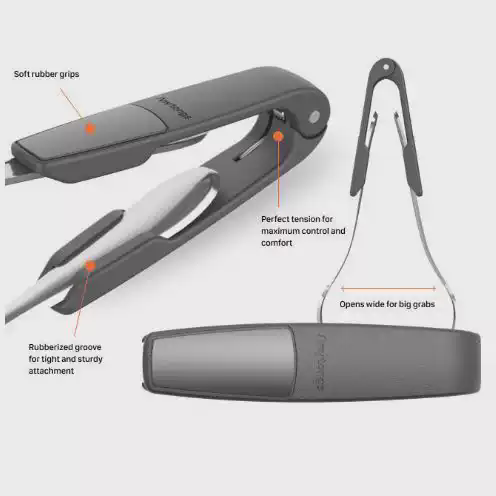 Soft rubber grips
Perfect tension for
maximum control and
comfort
Opens wide for big grabs
Rubberized groove
for tight and sturdy
attachment